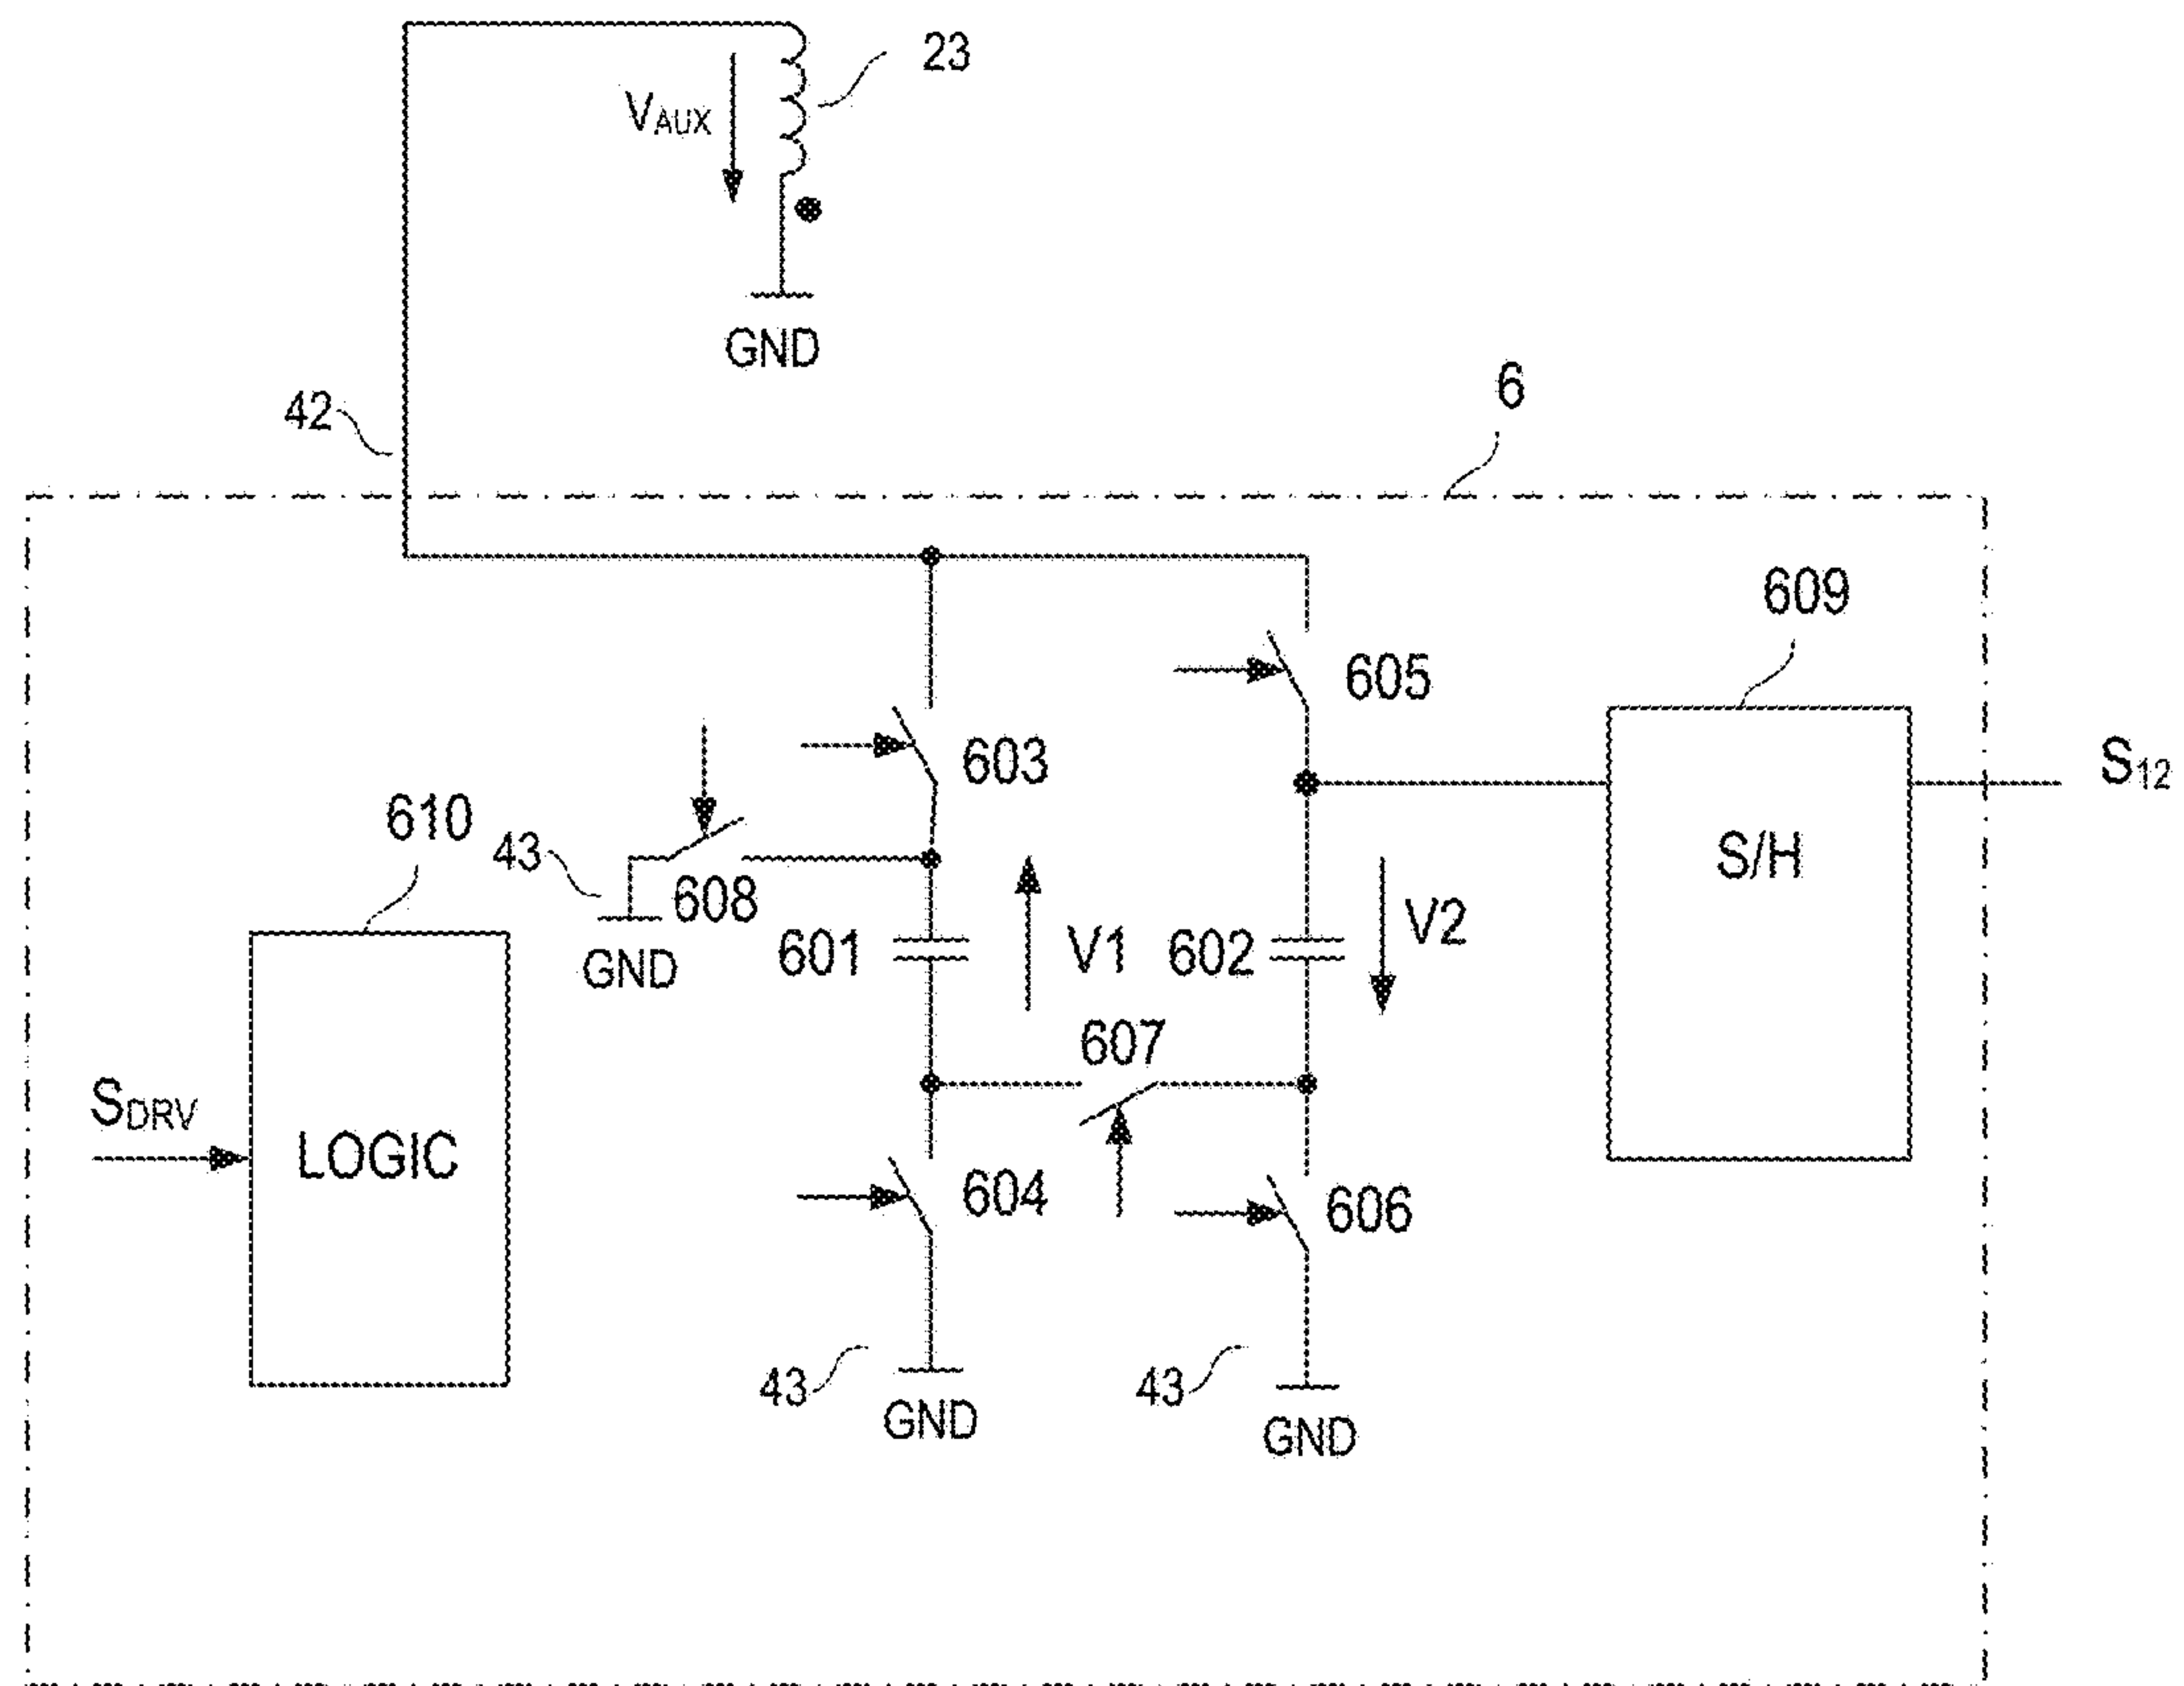 23
VAUX
GND
6
42
609
605
603
S12
610
43
608
S/H
GND
601
V1
602
V2
607
SDRV
LOGIC
604
606
43
GND
43
GND